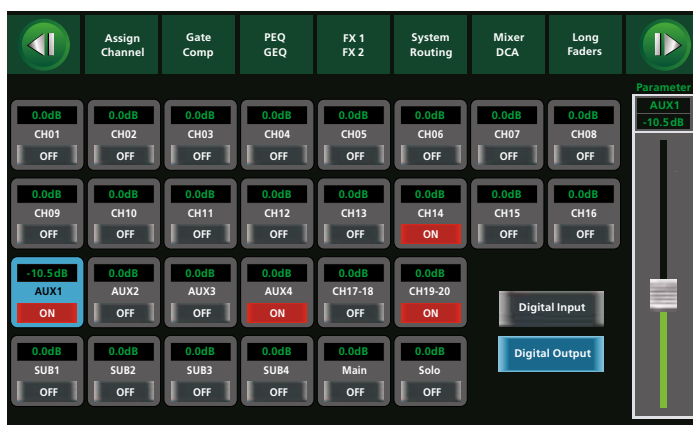 Assign Channel
Gate Comp
PEQ GEQ
FX 1 FX 2
System Routing
Mixer DCA
Long Faders
Parameter
AUX1
-10.5dB
0.0dB 0.0dB 0.0dB 0.0dB 0.0dB 0.0dB 0.0dB 0.0dB
CH01 CH02 CH03 CH04 CH05 CH06 CH07 CH08
OFF OFF OFF OFF OFF OFF OFF OFF
0.0dB 0.0dB 0.0dB 0.0dB 0.0dB 0.0dB 0.0dB 0.0dB
CH09 CH10 CH11 CH12 CH13 CH14 CH15 CH16
OFF OFF OFF OFF OFF ON OFF OFF
-10.5dB 0.0dB 0.0dB 0.0dB 0.0dB 0.0dB
AUX1 AUX2 AUX3 AUX4 CH17-18 CH19-20
ON OFF OFF ON OFF ON
Digital Input
Digital Output
0.0dB 0.0dB 0.0dB 0.0dB 0.0dB 0.0dB
SUB1 SUB2 SUB3 SUB4 Main Solo
OFF OFF OFF OFF OFF OFF